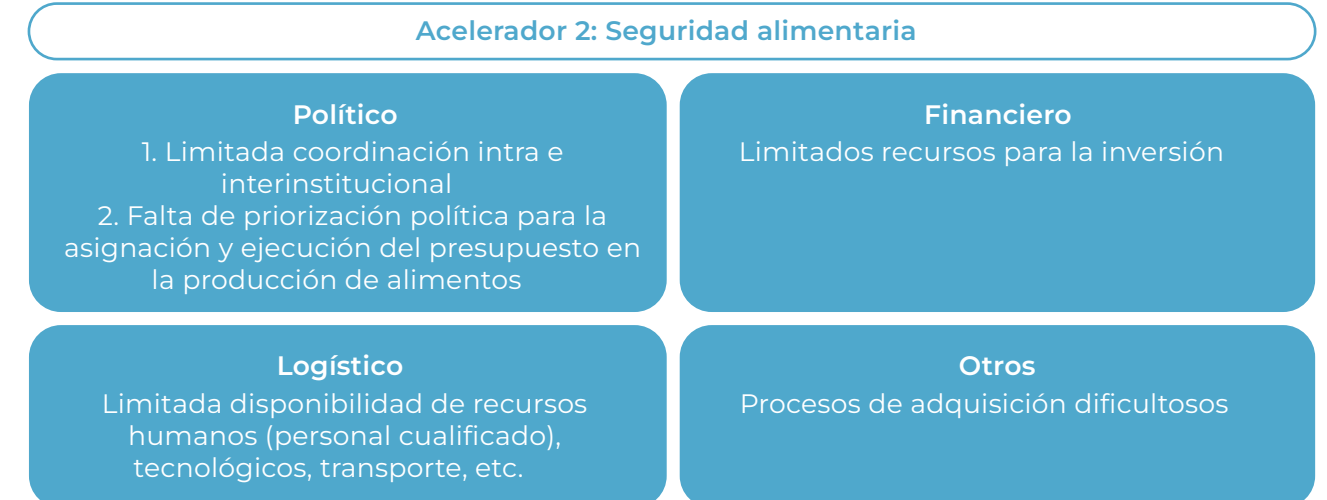 Acelerador 2: Seguridad alimentaria
Político
1. Limitada coordinación intra e
interinstitucional
2. Falta de priorización política para la
asignación y ejecución del presupuesto en
la producción de alimentos
Financiero
Limitados recursos para la inversión
Logístico
Limitada disponibilidad de recursos
humanos (personal cualificado),
tecnológicos, transporte, etc.
Otros
Procesos de adquisición dificultosos